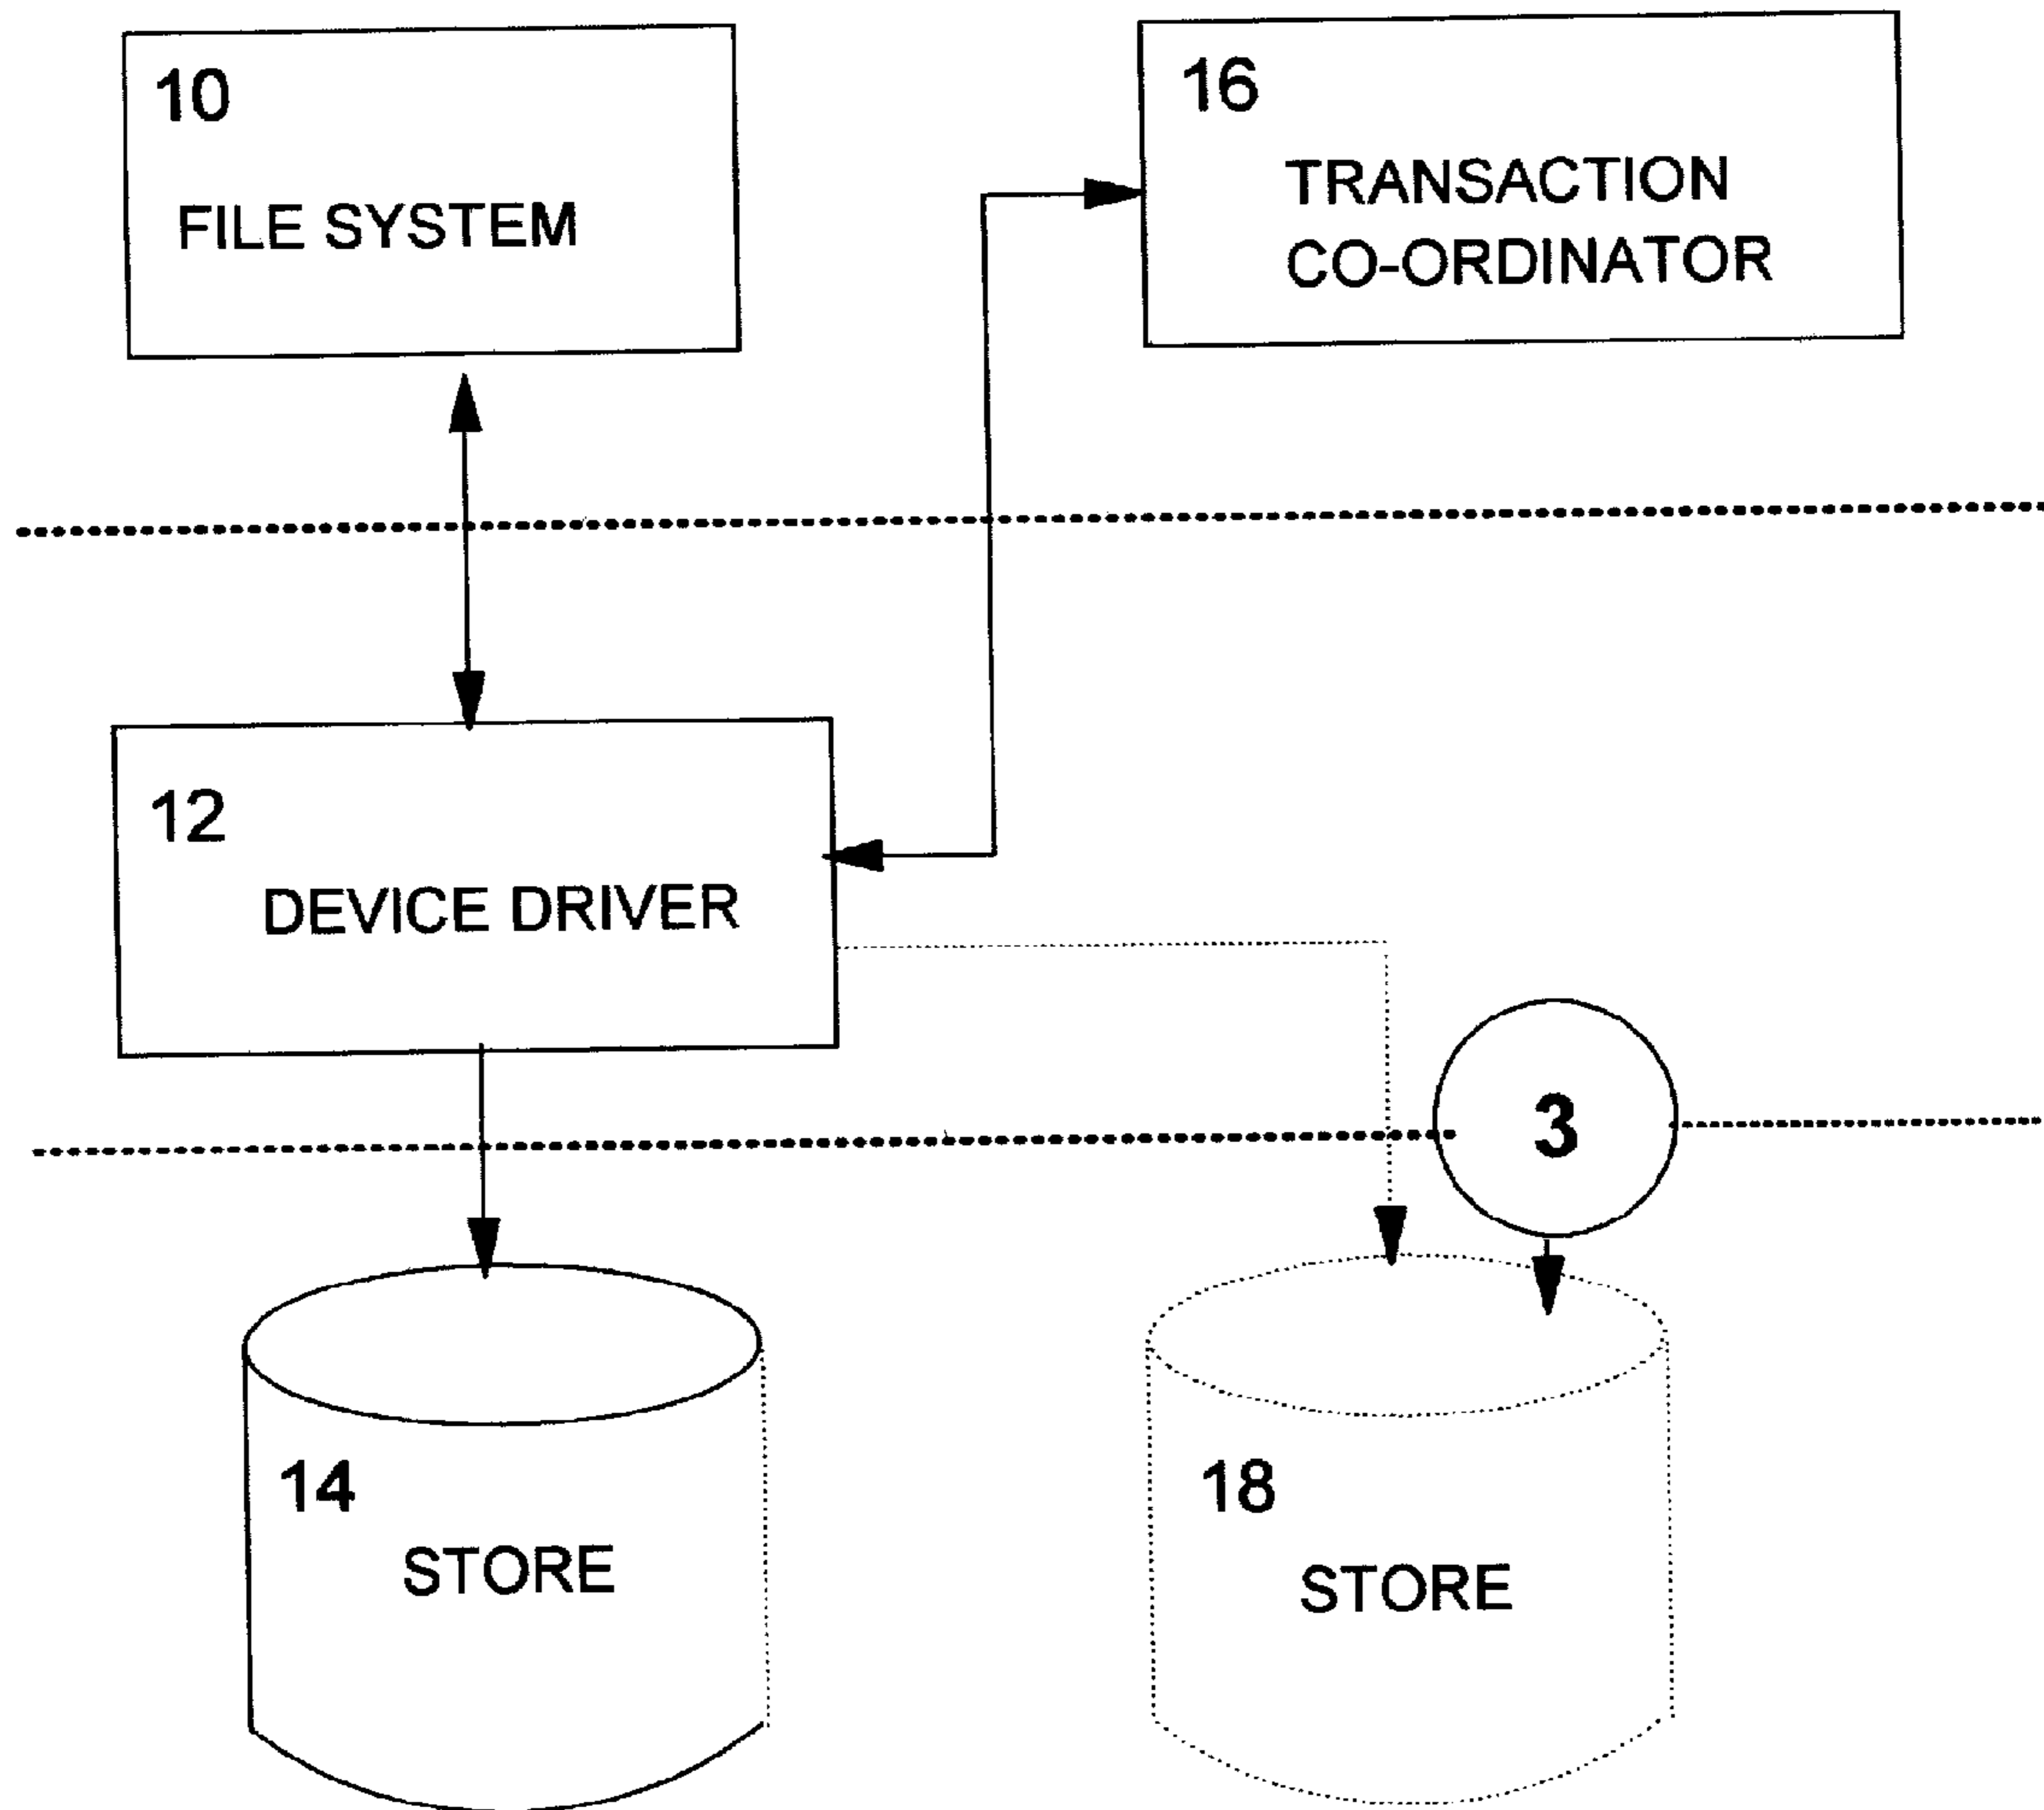 10
FILE SYSTEM
16
TRANSACTION
CO-ORDINATOR
12
DEVICE DRIVER
3
14
STORE
18
STORE